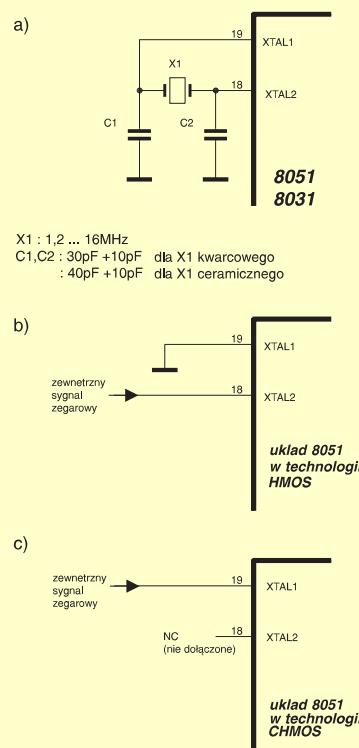 a)
19
XTAL1
X1
18
XTAL2
C1
C2
8051
8031
X1 : 1,2 ... 16MHz
C1,C2 : 30pF +10pF dla X1 kwarcowego
: 40pF +10pF dla X1 ceramicznego
b)
19
XTAL1
zewnetrzny
sygnal
zegarowy
18
XTAL2
uklad 8051
w technologi
HMOS
c)
zewnetrzny
sygnal
zegarowy
19
XTAL1
NC
(nie dołączone)
18
XTAL2
uklad 8051
w technologi
CHMOS